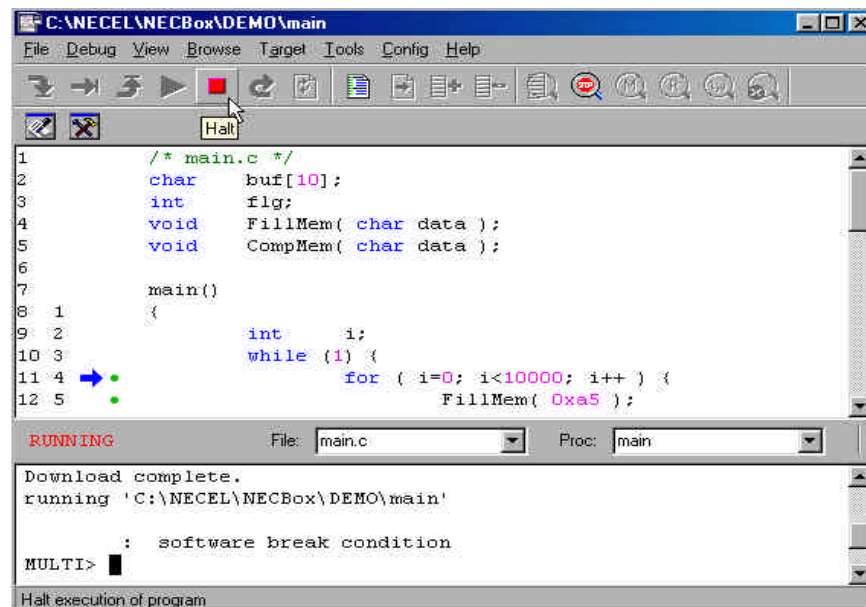 C:\NECEL\NECBox\DEMO\main
File Debug View Browse Target Tools Config Help
Halt
1 /* main.c */
2 char buf[10];
3 int flg;
4 void FillMem( char data );
5 void CompMem( char data );
6
7 main()
8 1 {
9 2 int i;
10 3 while (1) {
11 4 for ( i=0; i<10000; i++ ) {
12 5 FillMem( 0xa5 );
RUNNING File: main.c Proc: main
Download complete.
running 'C:\NECEL\NECBox\DEMO\main'
: software break condition
MULTI>
Halt execution of program